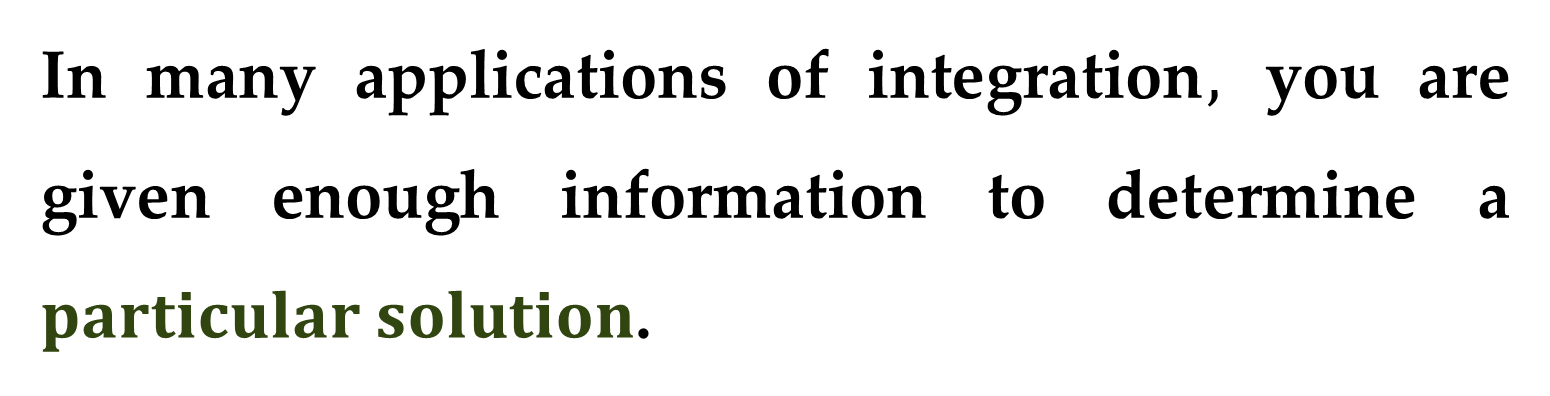 In many applications of integration, you are
given enough information to determine a
particular solution.